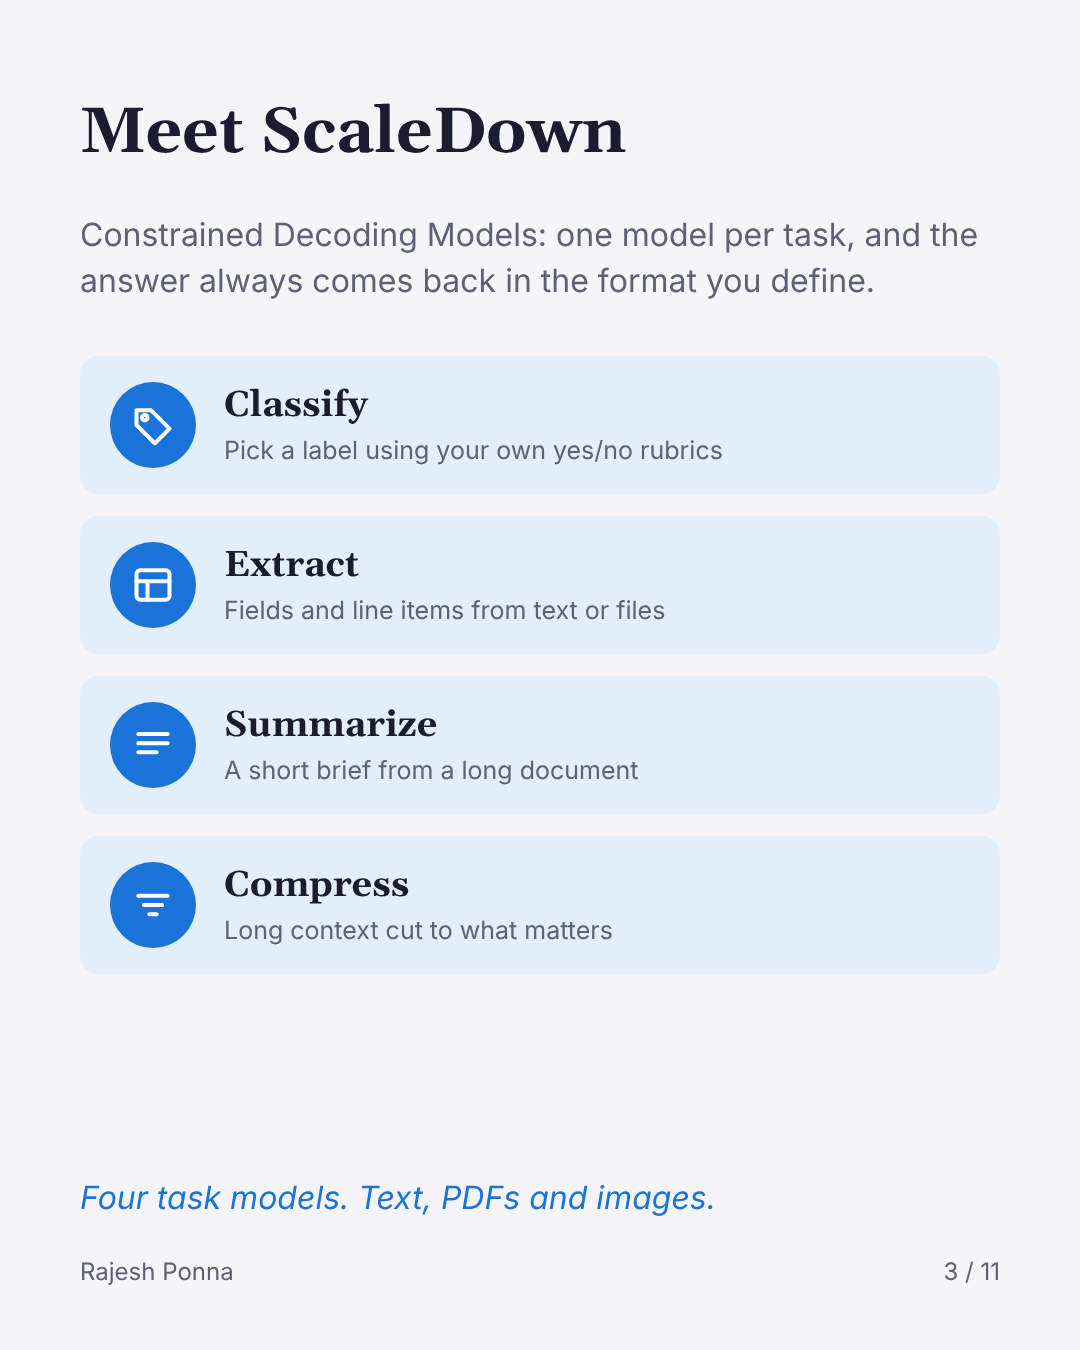 Meet ScaleDown
Constrained Decoding Models: one model per task, and the
answer always comes back in the format you define.
Classify
Pick a label using your own yes/no rubrics
Extract
Fields and line items from text or files
Summarize
A short brief from a long document
Compress
Long context cut to what matters
Four task models. Text, PDFs and images.
Rajesh Ponna
3 / 11